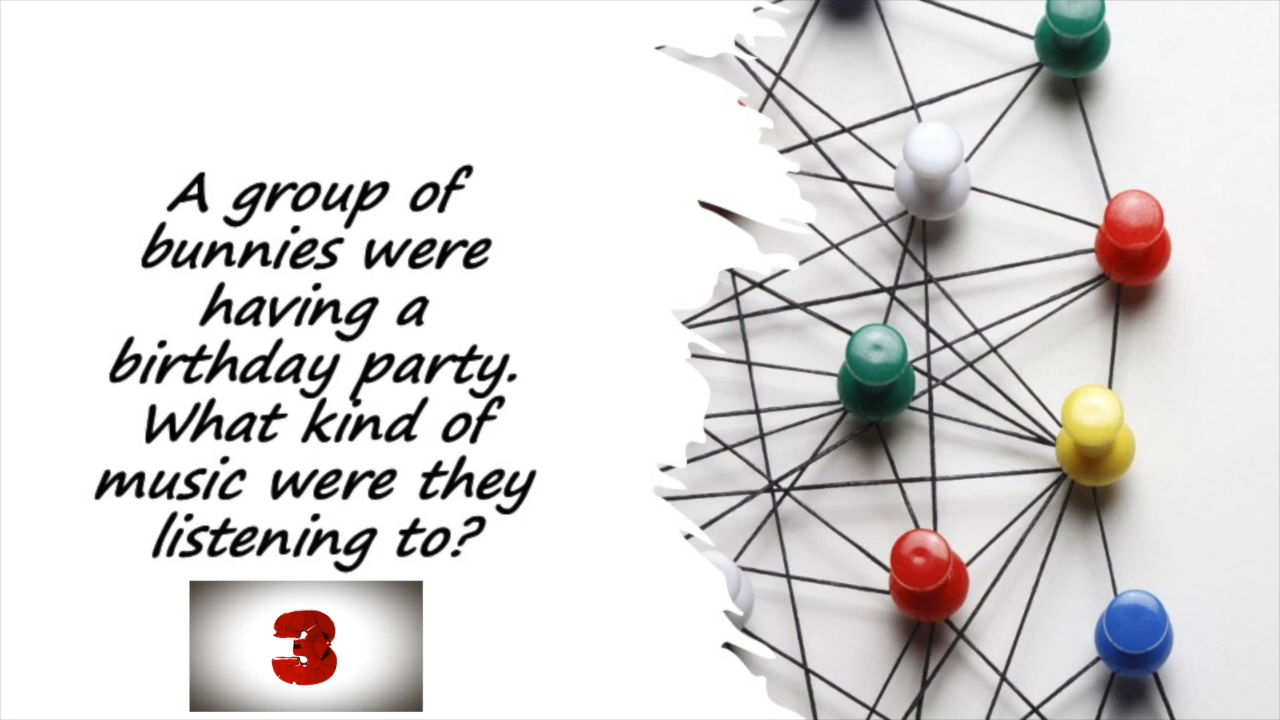 A group of
bunnies were
having a
birthday party.
What kind of
music were they
listening to?
3